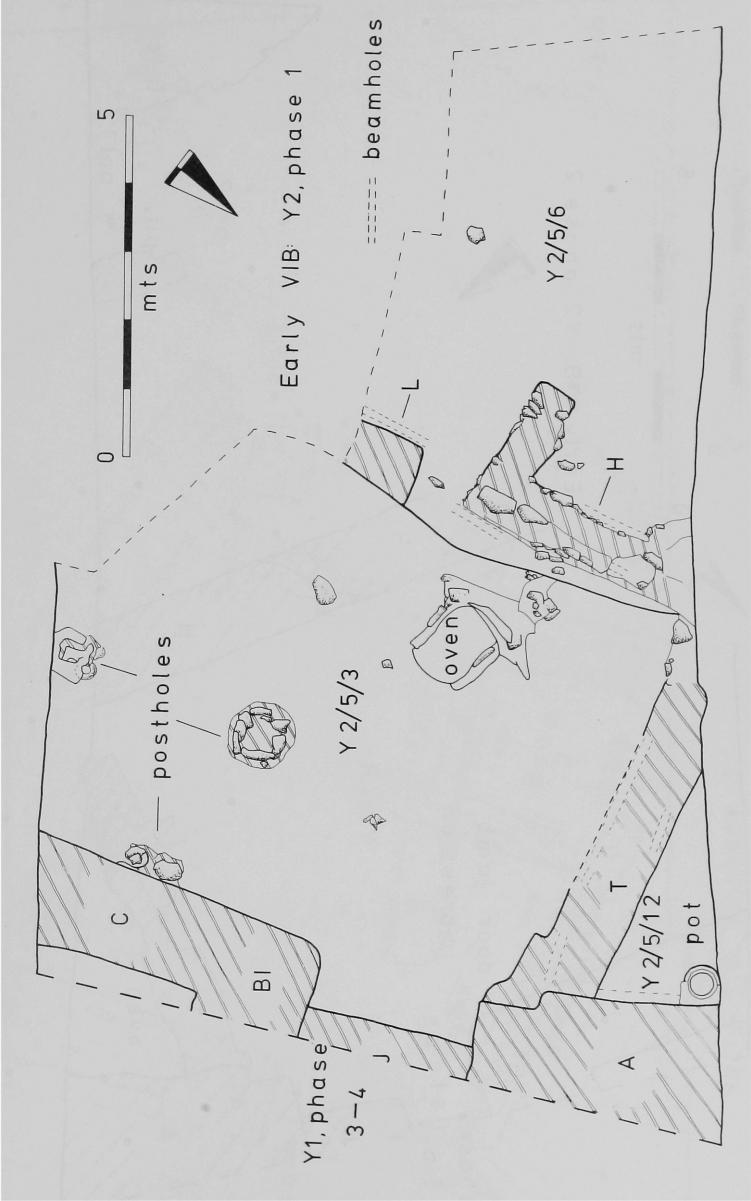 0 5
mts
Early VIB: Y2, phase 1
beamholes
postholes
L
Y 2/5/6
H
Y 2/5/3
oven
C
BI
Y1, phase
3–4
J
T
Y 2/5/12
pot
A